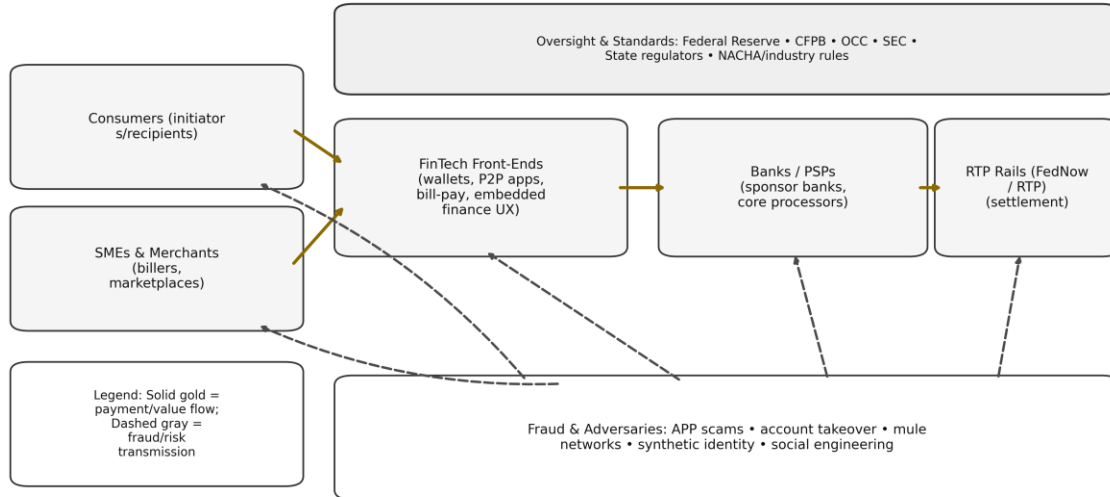 Oversight & Standards: Federal Reserve • CFPB • OCC • SEC •
State regulators • NACHA/industry rules
Consumers (initiator
s/recipients)
FinTech Front-Ends
(wallets, P2P apps,
bill-pay, embedded
finance UX)
Banks / PSPs
(sponsor banks,
core processors)
RTP Rails (FedNow
/ RTP)
(settlement)
SMEs & Merchants
(billers,
marketplaces)
Legend: Solid gold =
payment/value flow;
Dashed gray =
fraud/risk
transmission
Fraud & Adversaries: APP scams • account takeover • mule
networks • synthetic identity • social engineering